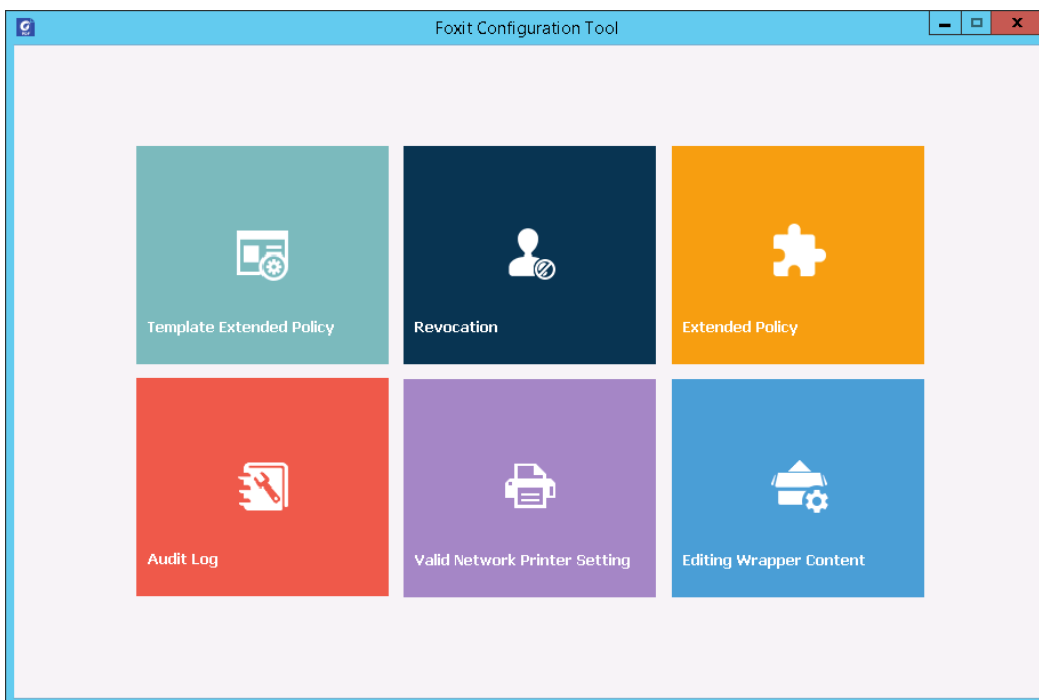 Foxit Configuration Tool
Template Extended Policy
Revocation
Extended Policy
Audit Log
Valid Network Printer Setting
Editing Wrapper Content